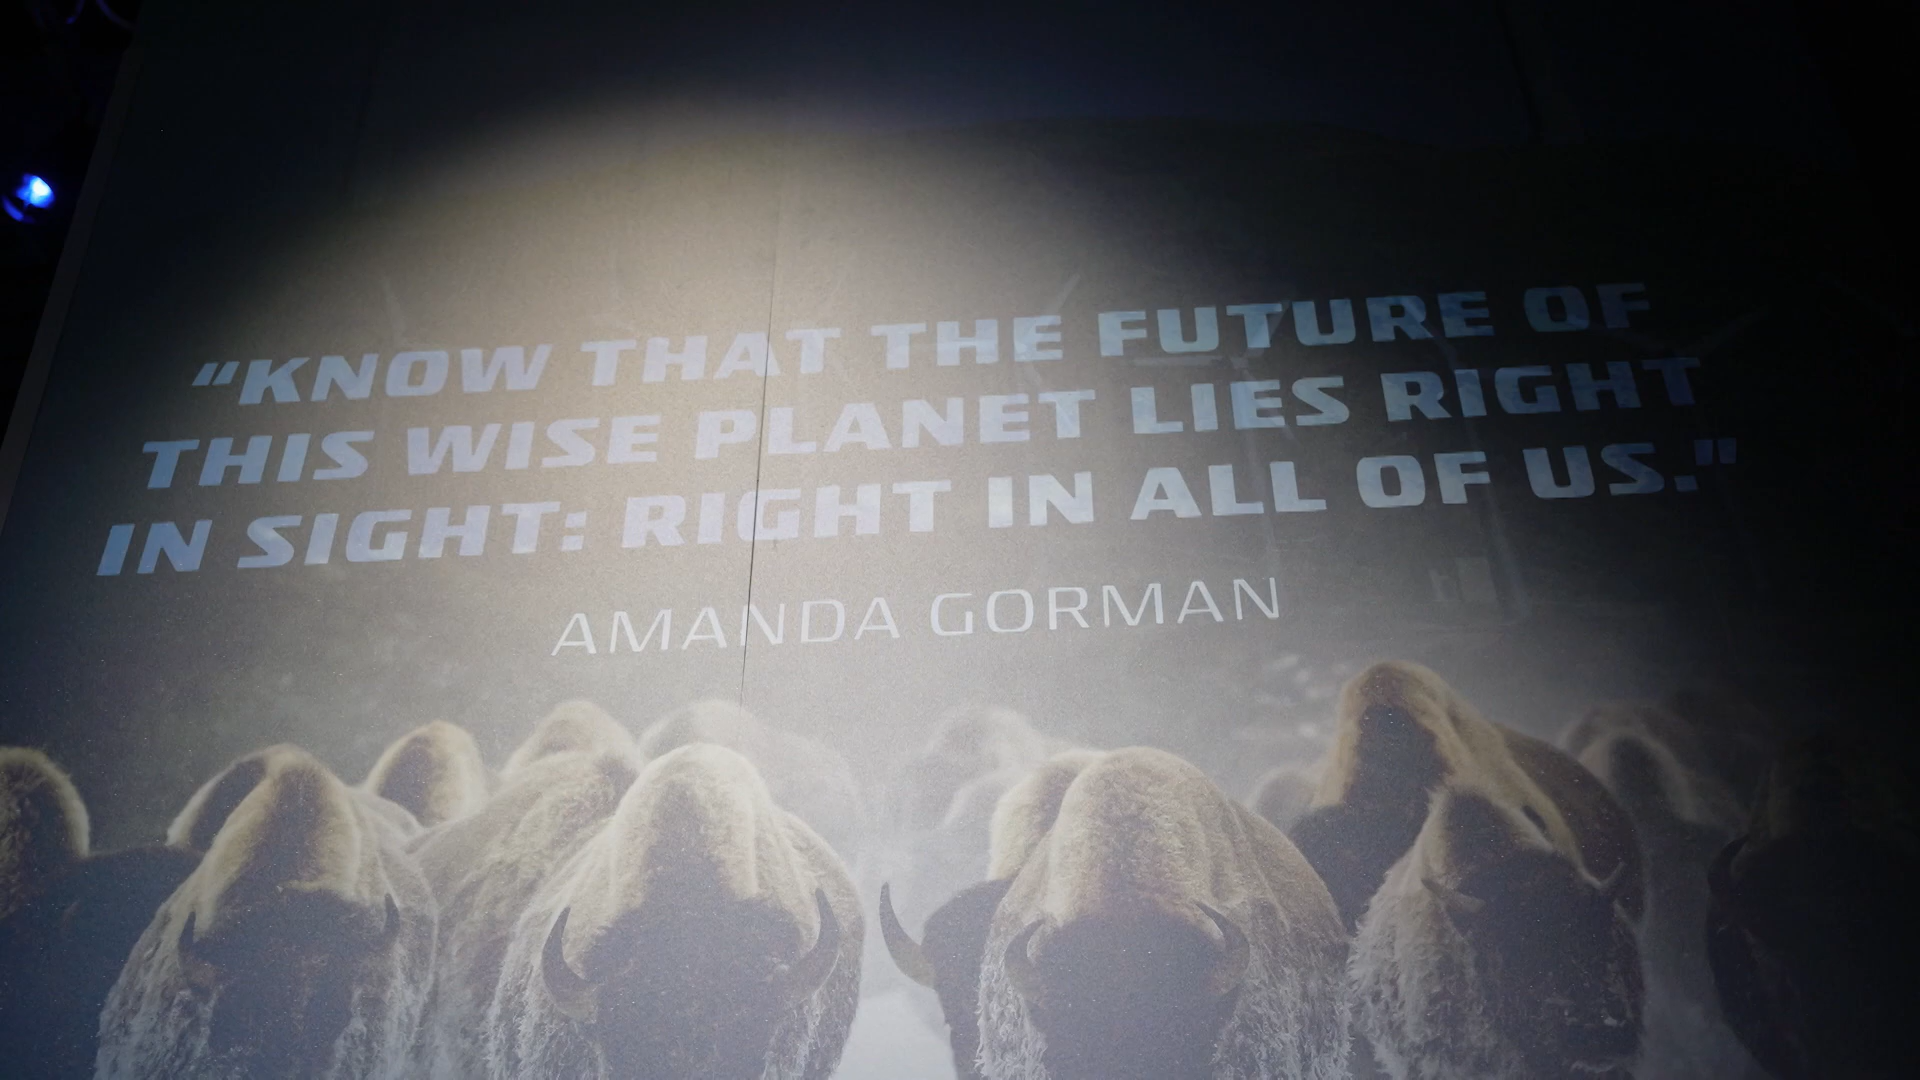 "KNOW THAT THE FUTURE OF
THIS WISE PLANET LIES RIGHT
IN SIGHT: RIGHT IN ALL OF US."
AMANDA GORMAN